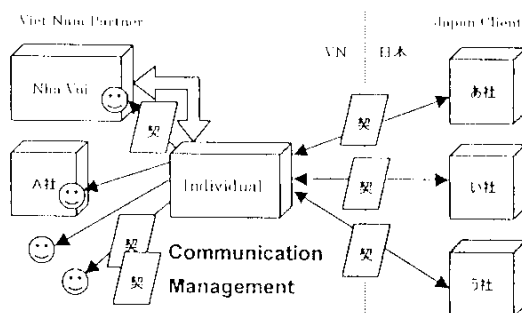 Viet Nam Partner
Japan Client
VN
日本
Nha Vui
契
あ社
契
A社
Individual
契
い社
契
Communication
契
Management
契
う社